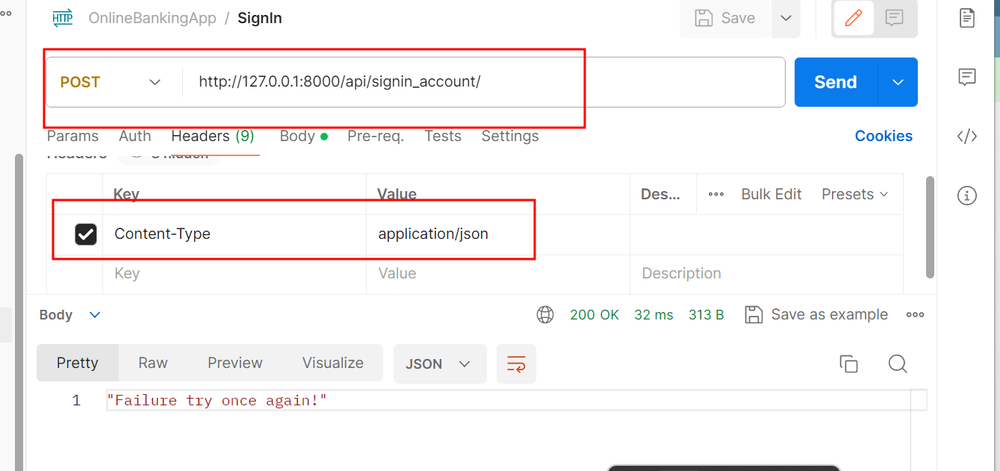 HTTP OnlineBankingApp / SignIn Save
POST http://127.0.0.1:8000/api/signin_account/ Send
Params Auth Headers (9) Body Pre-req. Tests Settings Cookies
Key Value Des... Bulk Edit Presets
Content-Type application/json
Key Value Description
Body 200 OK 32 ms 313 B Save as example
Pretty Raw Preview Visualize JSON
1 "Failure try once again!"